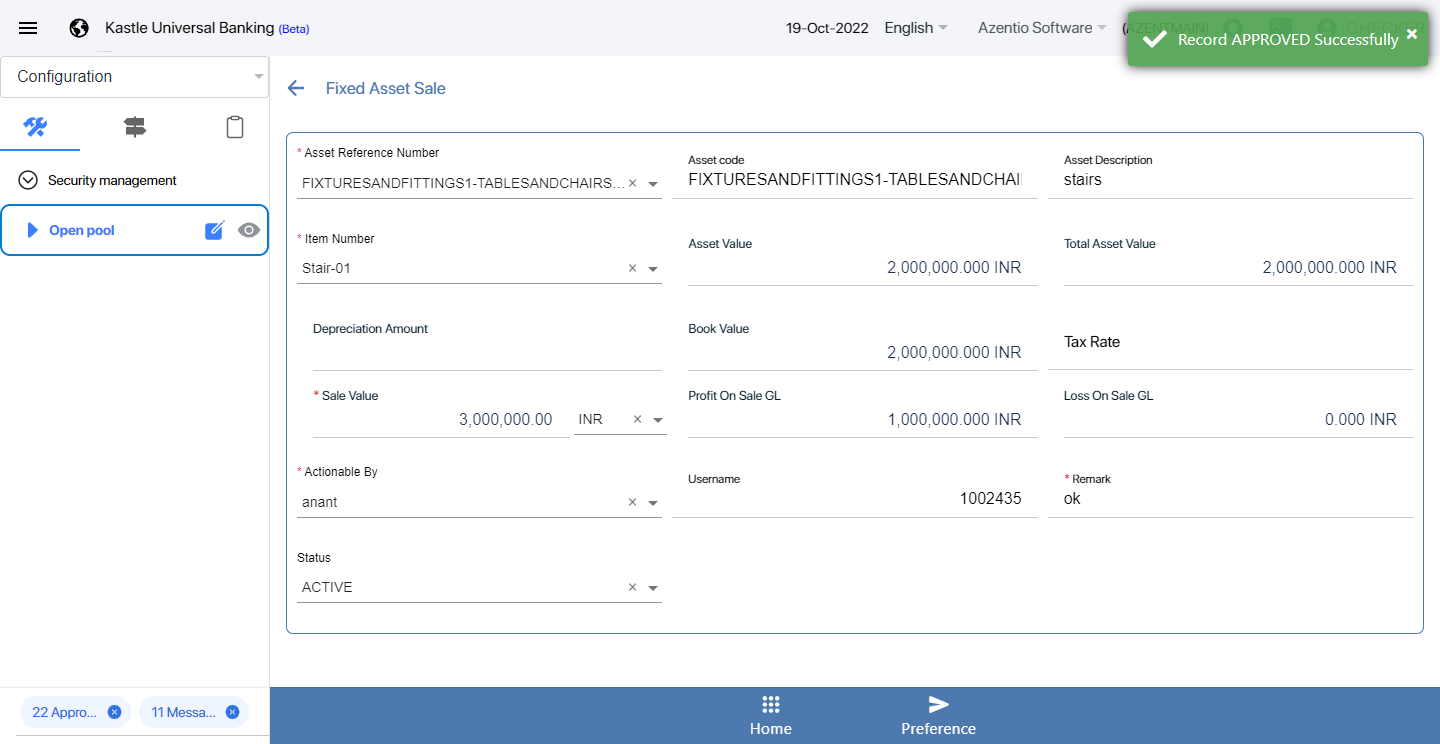 Kastle Universal Banking (Beta)
19-Oct-2022
English
Azentio Software
(AZENTMAIN)
CHECKER
Record APPROVED Successfully
Configuration
Security management
Open pool
Fixed Asset Sale
* Asset Reference Number
FIXTURESANDFITTINGS1-TABLESANDCHAIRS...
Asset code
FIXTURESANDFITTINGS1-TABLESANDCHAI
Asset Description
stairs
* Item Number
Stair-01
Asset Value
2,000,000.000 INR
Total Asset Value
2,000,000.000 INR
Depreciation Amount
Book Value
2,000,000.000 INR
Tax Rate
* Sale Value
3,000,000.00 INR
Profit On Sale GL
1,000,000.000 INR
Loss On Sale GL
0.000 INR
* Actionable By
anant
Username
1002435
* Remark
ok
Status
ACTIVE
22 Appro...
11 Messa...
Home
Preference